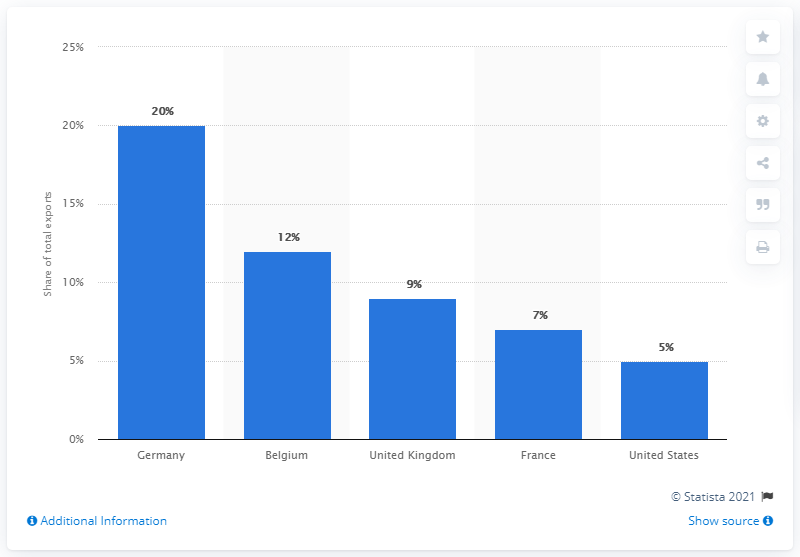 25%
20%
15%
10%
5%
0%
Share of total exports
20%
12%
9%
7%
5%
Germany
Belgium
United Kingdom
France
United States
© Statista 2021
Additional Information
Show source